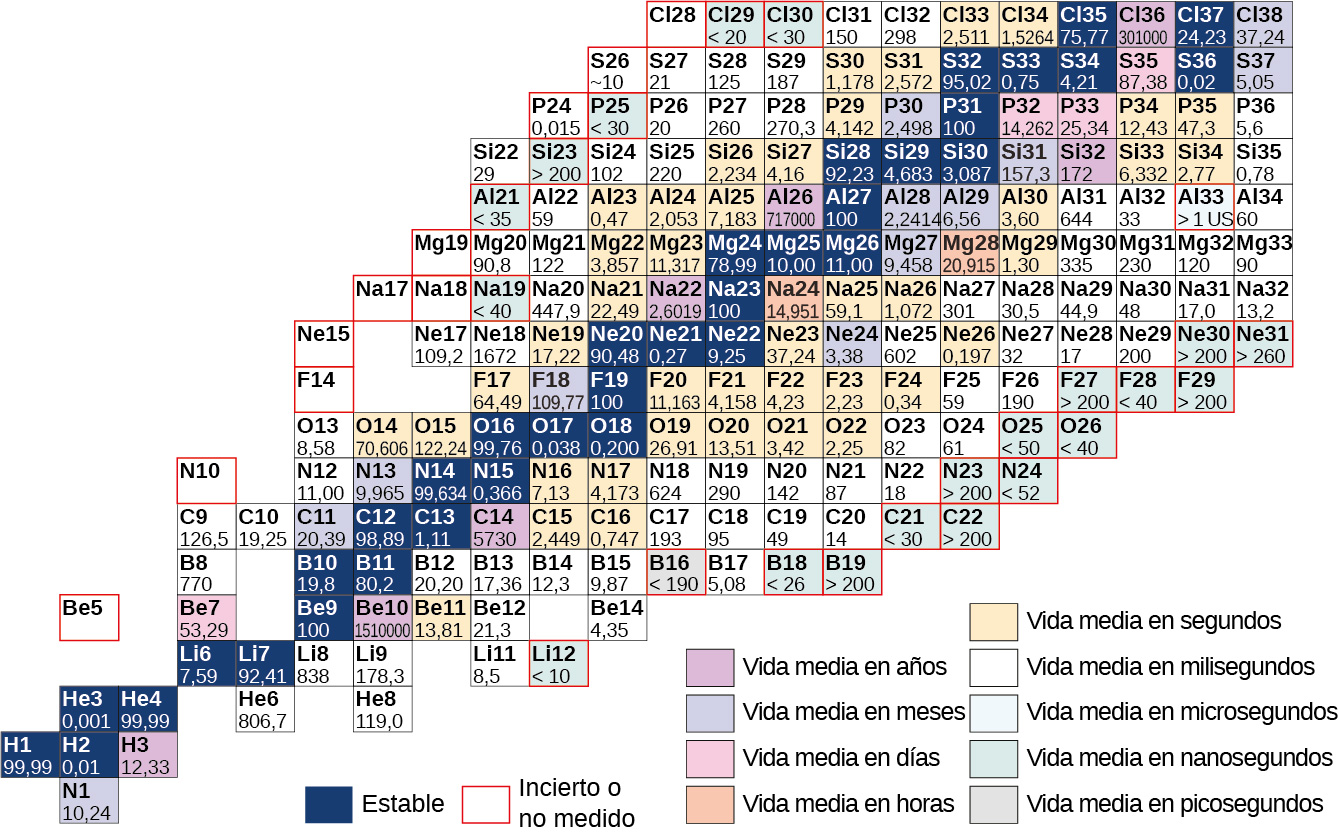 Cl28 Cl29 Cl30 Cl31 Cl32 Cl33 Cl34 Cl35 Cl36 Cl37 Cl38
< 20 < 30 150 298 2,511 1,5264 75,77 301000 24,23 37,24
S26 S27 S28 S29 S30 S31 S32 S33 S34 S35 S36 S37
~10 21 125 187 1,178 2,572 95,02 0,75 4,21 87,38 0,02 5,05
P24 P25 P26 P27 P28 P29 P30 P31 P32 P33 P34 P35 P36
0,015 < 30 20 260 270,3 4,142 2,498 100 14,262 25,34 12,43 47,3 5,6
Si22 Si23 Si24 Si25 Si26 Si27 Si28 Si29 Si30 Si31 Si32 Si33 Si34 Si35
29 > 200 102 220 2,234 4,16 92,23 4,683 3,087 157,3 172 6,332 2,77 0,78
Al21 Al22 Al23 Al24 Al25 Al26 Al27 Al28 Al29 Al30 Al31 Al32 Al33 Al34
< 35 59 0,47 2,053 7,183 717000 100 2,2414 6,56 3,60 644 33 > 1 US 60
Mg19 Mg20 Mg21 Mg22 Mg23 Mg24 Mg25 Mg26 Mg27 Mg28 Mg29 Mg30 Mg31 Mg32 Mg33
90,8 122 3,857 11,317 78,99 10,00 11,00 9,458 20,915 1,30 335 230 120 90
Na17 Na18 Na19 Na20 Na21 Na22 Na23 Na24 Na25 Na26 Na27 Na28 Na29 Na30 Na31 Na32
< 40 447,9 22,49 2,6019 100 14,951 59,1 1,072 301 30,5 44,9 48 17,0 13,2
Ne15 Ne17 Ne18 Ne19 Ne20 Ne21 Ne22 Ne23 Ne24 Ne25 Ne26 Ne27 Ne28 Ne29 Ne30 Ne31
109,2 1672 17,22 90,48 0,27 9,25 37,24 3,38 602 0,197 32 17 200 > 200 > 260
F14 F17 F18 F19 F20 F21 F22 F23 F24 F25 F26 F27 F28 F29
64,49 109,77 100 11,163 4,158 4,23 2,23 0,34 59 190 > 200 < 40 > 200
O13 O14 O15 O16 O17 O18 O19 O20 O21 O22 O23 O24 O25 O26
8,58 70,606 122,24 99,76 0,038 0,200 26,91 13,51 3,42 2,25 82 61 < 50 < 40
N10 N12 N13 N14 N15 N16 N17 N18 N19 N20 N21 N22 N23 N24
11,00 9,965 99,634 0,366 7,13 4,173 624 290 142 87 18 > 200 < 52
C9 C10 C11 C12 C13 C14 C15 C16 C17 C18 C19 C20 C21 C22
126,5 19,25 20,39 98,89 1,11 5730 2,449 0,747 193 95 49 14 < 30 > 200
B8 B10 B11 B12 B13 B14 B15 B16 B17 B18 B19
770 19,8 80,2 20,20 17,36 12,3 9,87 < 190 5,08 < 26 > 200
Be5 Be7 Be9 Be10 Be11 Be12 Be14
53,29 100 1510000 13,81 21,3 4,35
Li6 Li7 Li8 Li9 Li11 Li12
7,59 92,41 838 178,3 8,5 < 10
He3 He4 He6 He8
0,001 99,99 806,7 119,0
H1 H2 H3
99,99 0,01 12,33
N1
10,24
Estable
Incierto o
no medido
Vida media en años
Vida media en meses
Vida media en días
Vida media en horas
Vida media en segundos
Vida media en milisegundos
Vida media en microsegundos
Vida media en nanosegundos
Vida media en picosegundos